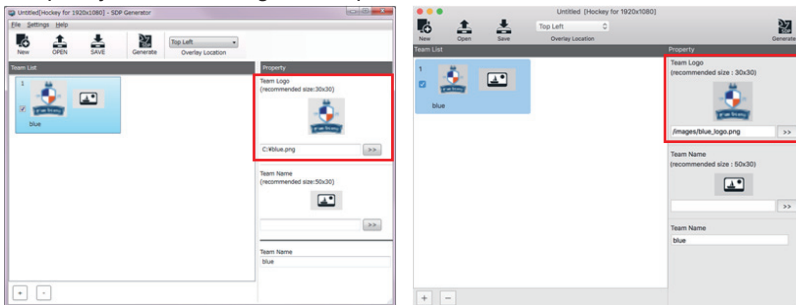 Untitled[Hockey for 1920x1080] - SDP Generator
File Settings Help
New
OPEN
SAVE
Generate
Top Left
Overlay Location
Team List
Property
1
blue
Team Logo
(recommended size:30x30)
C:¥blue.png
>>
Team Name
(recommended size:50x30)
>>
Team Name
blue
+
-
Untitled [Hockey for 1920x1080]
New
Open
Save
Top Left
Overlay Location
Generate
Team List
Property
1
blue
Team Logo
(recommended size : 30x30)
/images/blue_logo.png
>>
Team Name
(recommended size : 50x30)
>>
Team Name
blue
+
-